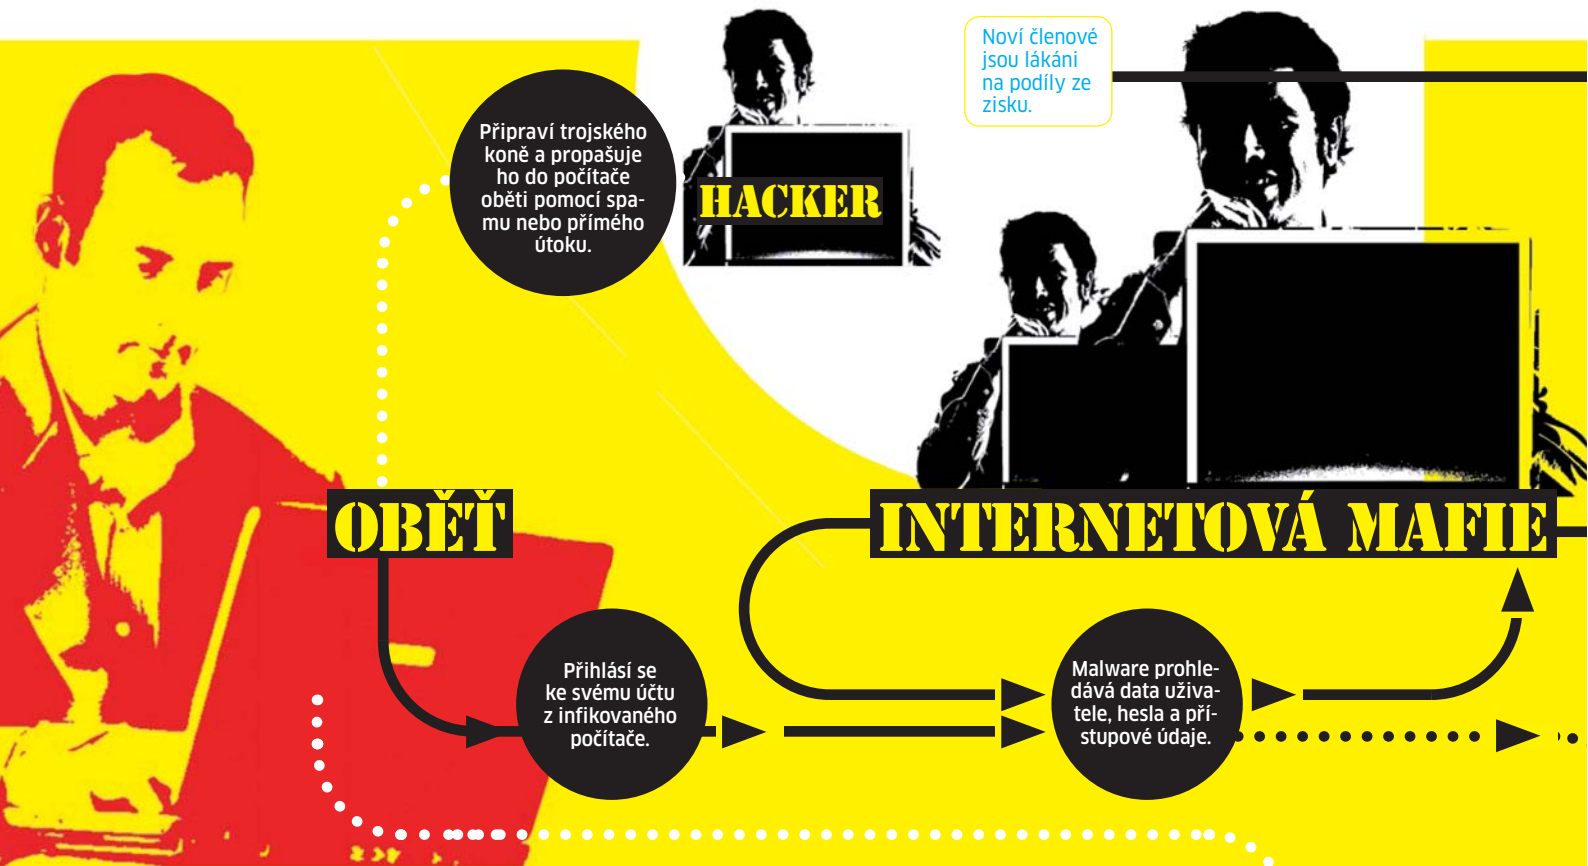 Noví členové
jsou lákáni
na podíly ze
zisku.
Připraví trojského
koně a propašuje
ho do počítače
oběti pomocí spa-
mu nebo přímého
útoku.
HACKER
OBĚŤ
INTERNETOVÁ MAFIE
Přihlásí se
ke svému účtu
z infikovaného
počítače.
Malware prohle-
dává data uživa-
tele, hesla a pří-
stupové údaje.